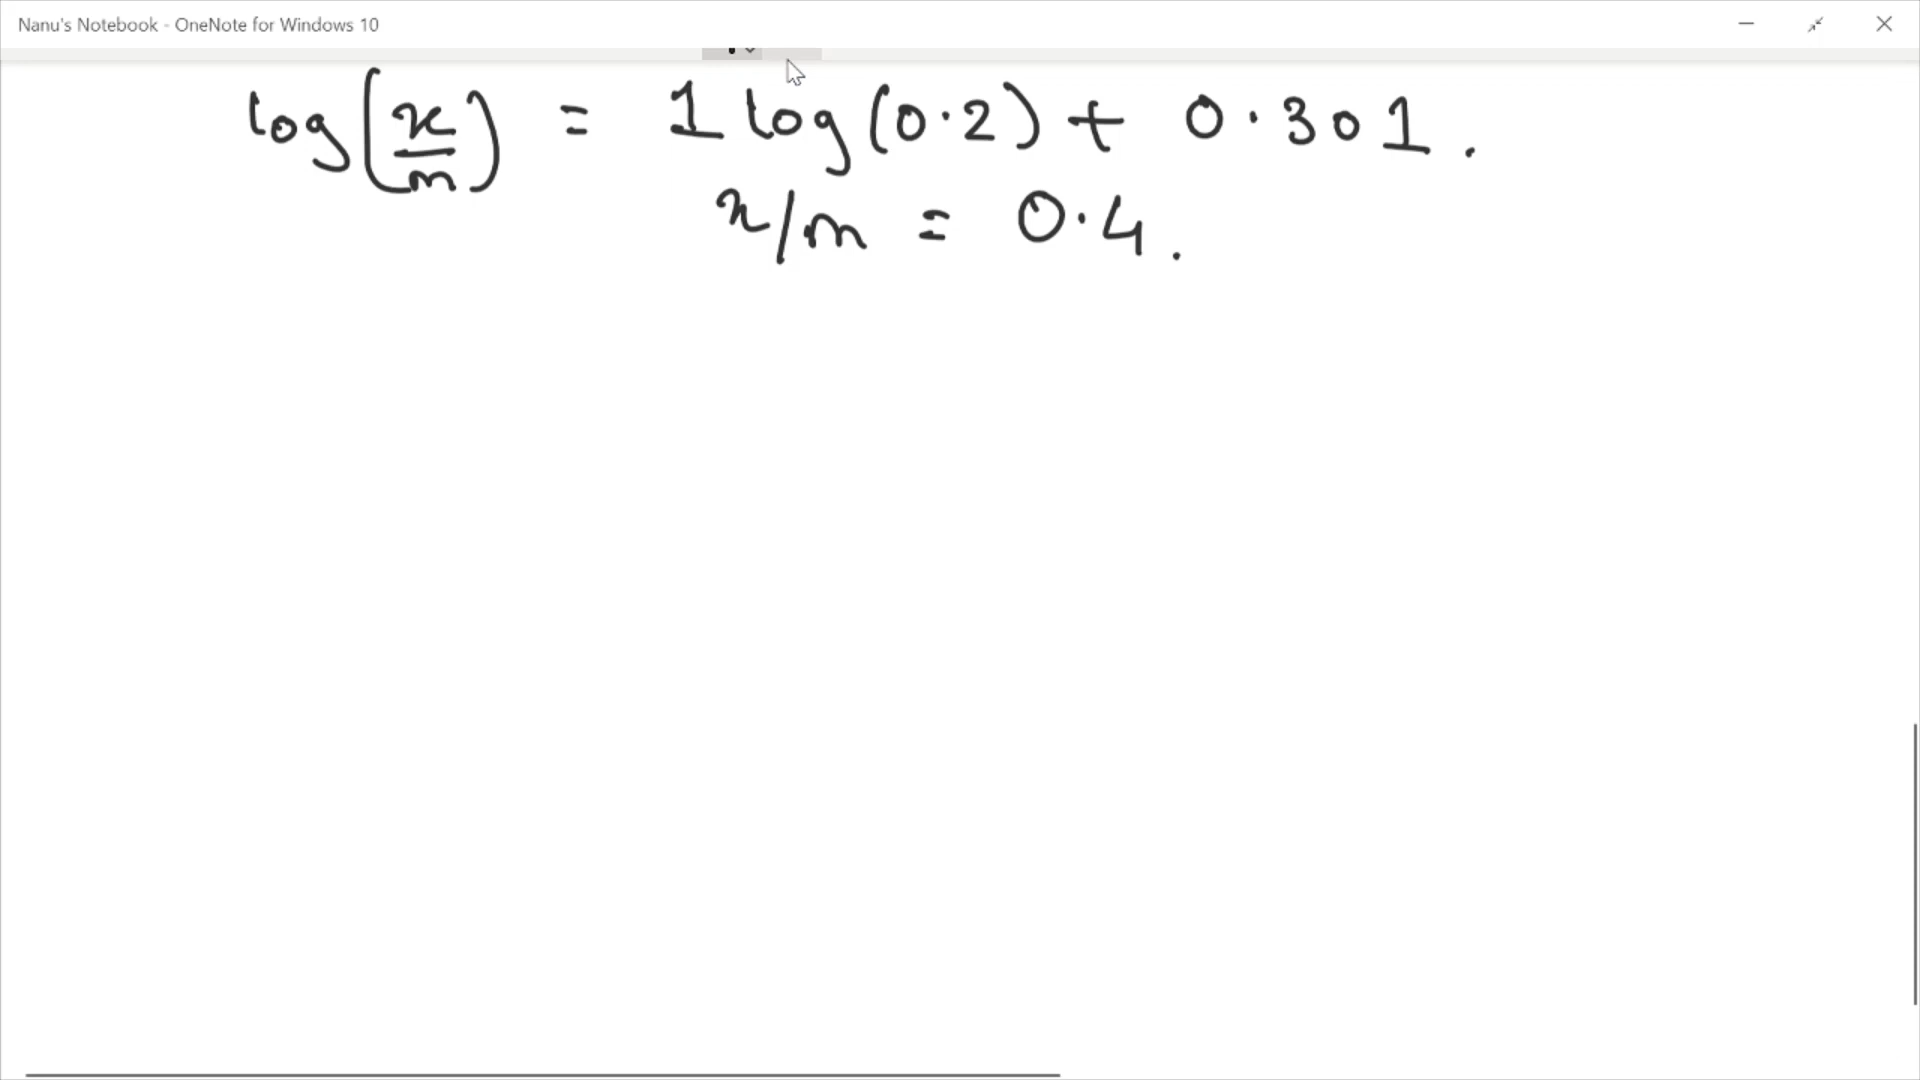 Nanu's Notebook - OneNote for Windows 10
log(x/m) = 1 log(0.2) + 0.301.
x/m = 0.4.